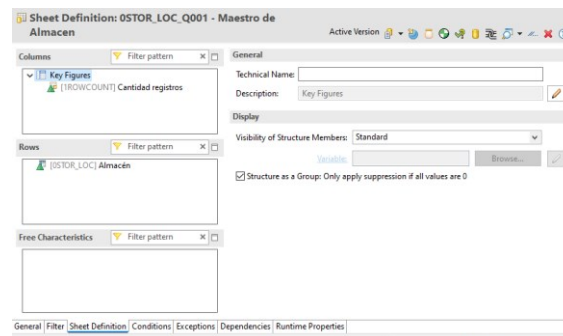 Sheet Definition: 0STOR_LOC_Q001 - Maestro de
Almacen
Active Version
Columns
Filter pattern
General
Key Figures
[1ROWCOUNT] Cantidad registros
Technical Name:
Description:
Key Figures
Display
Visibility of Structure Members:
Standard
Variable:
Browse...
Structure as a Group: Only apply suppression if all values are 0
Rows
Filter pattern
[0STOR_LOC] Almacén
Free Characteristics
Filter pattern
General Filter Sheet Definition Conditions Exceptions Dependencies Runtime Properties